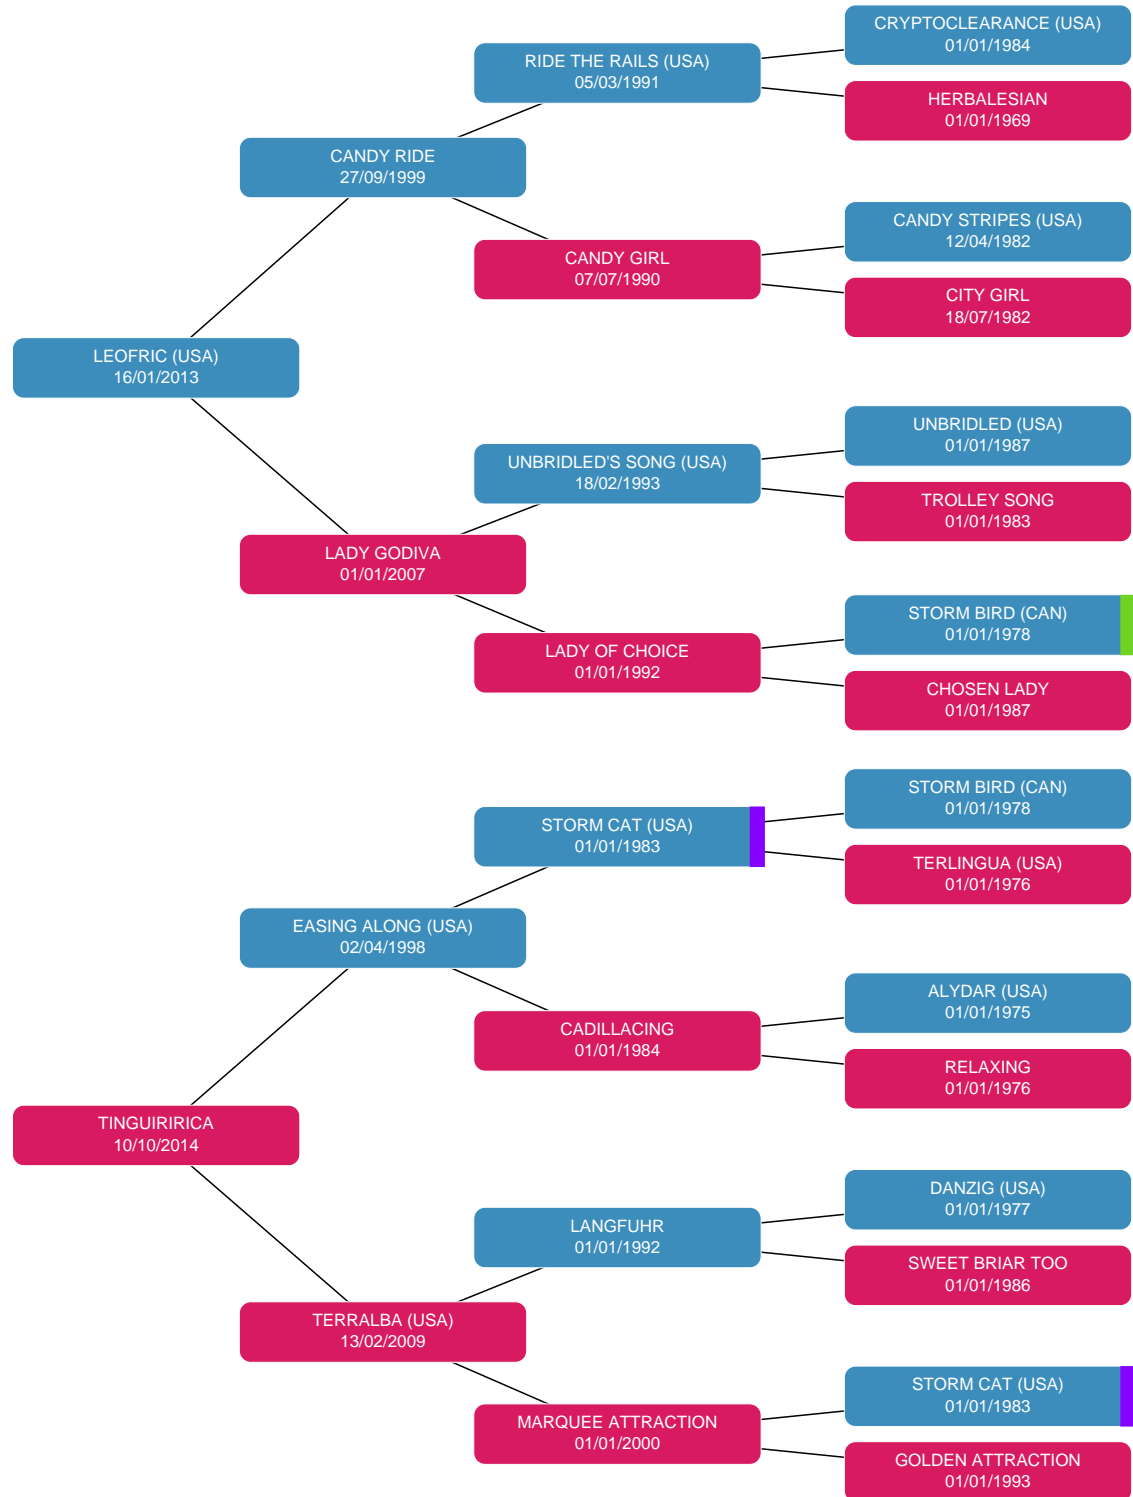 CRYPTOCLEARANCE (USA)
01/01/1984
RIDE THE RAILS (USA)
05/03/1991
HERBALESIAN
01/01/1969
CANDY RIDE
27/09/1999
CANDY STRIPES (USA)
12/04/1982
CANDY GIRL
07/07/1990
CITY GIRL
18/07/1982
LEOFRIC (USA)
16/01/2013
UNBRIDLED (USA)
01/01/1987
UNBRIDLED'S SONG (USA)
18/02/1993
TROLLEY SONG
01/01/1983
LADY GODIVA
01/01/2007
STORM BIRD (CAN)
01/01/1978
LADY OF CHOICE
01/01/1992
CHOSEN LADY
01/01/1987
STORM BIRD (CAN)
01/01/1978
STORM CAT (USA)
01/01/1983
TERLINGUA (USA)
01/01/1976
EASING ALONG (USA)
02/04/1998
ALYDAR (USA)
01/01/1975
CADILLACING
01/01/1984
RELAXING
01/01/1976
TINGUIRIRICA
10/10/2014
DANZIG (USA)
01/01/1977
LANGFUHR
01/01/1992
SWEET BRIAR TOO
01/01/1986
TERRALBA (USA)
13/02/2009
STORM CAT (USA)
01/01/1983
MARQUEE ATTRACTION
01/01/2000
GOLDEN ATTRACTION
01/01/1993